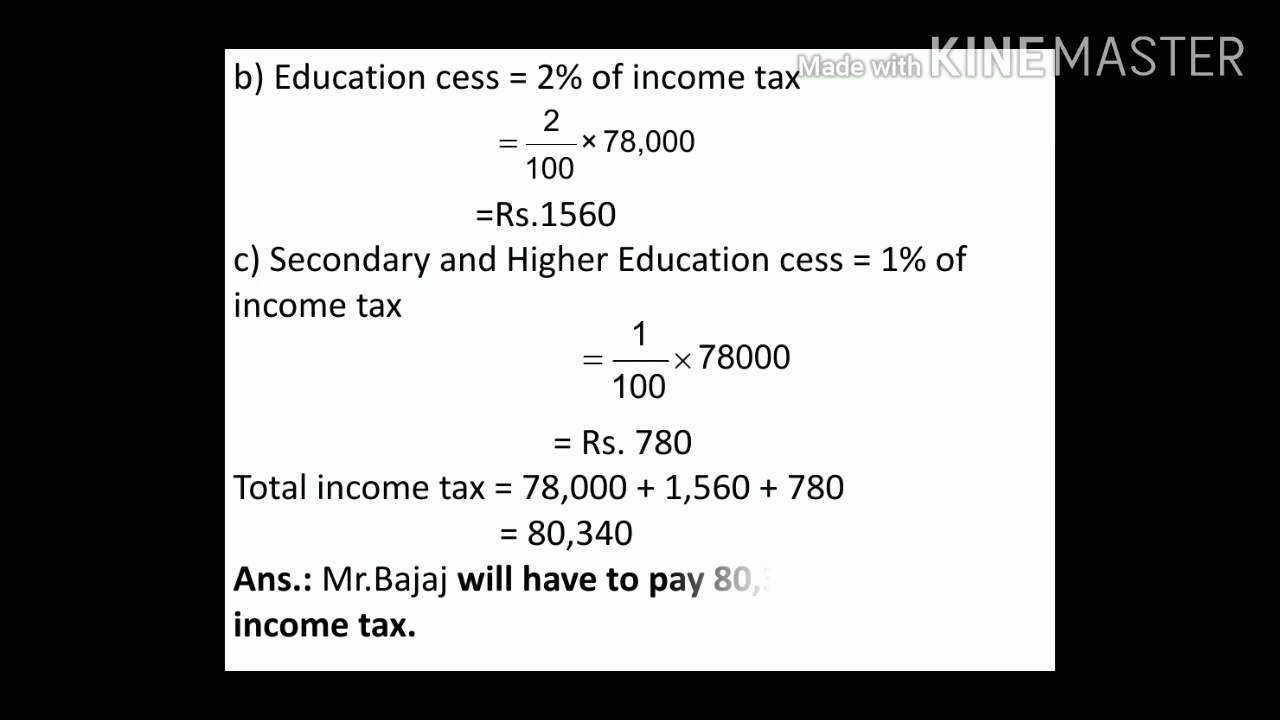 Made with KINEMASTER
b) Education cess = 2% of income tax
= 2/100 × 78,000
=Rs.1560
c) Secondary and Higher Education cess = 1% of
income tax
= 1/100 × 78000
= Rs. 780
Total income tax = 78,000 + 1,560 + 780
= 80,340
Ans.: Mr.Bajaj will have to pay 80,
income tax.